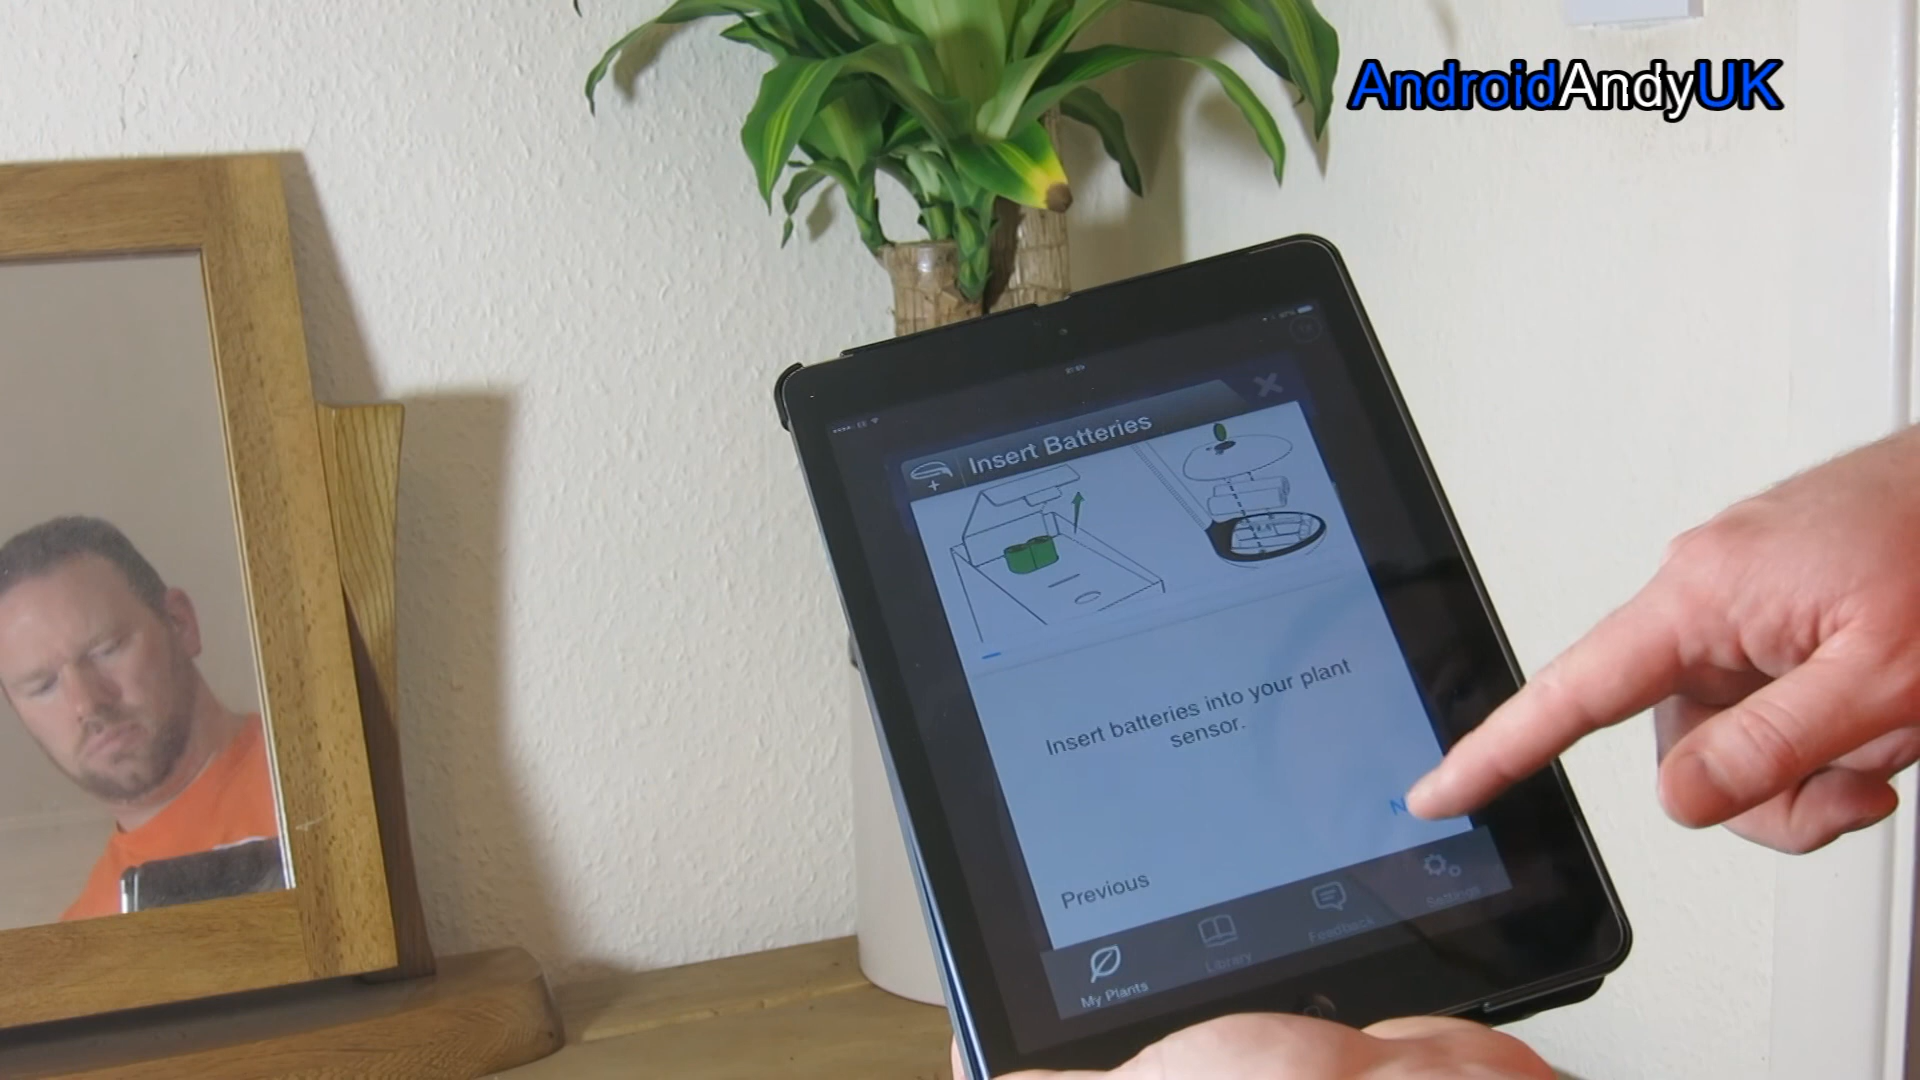 AndroidAndyUK
Insert Batteries
Insert batteries into your plant
sensor.
Previous
My Plants
Library
Feedback
Settings